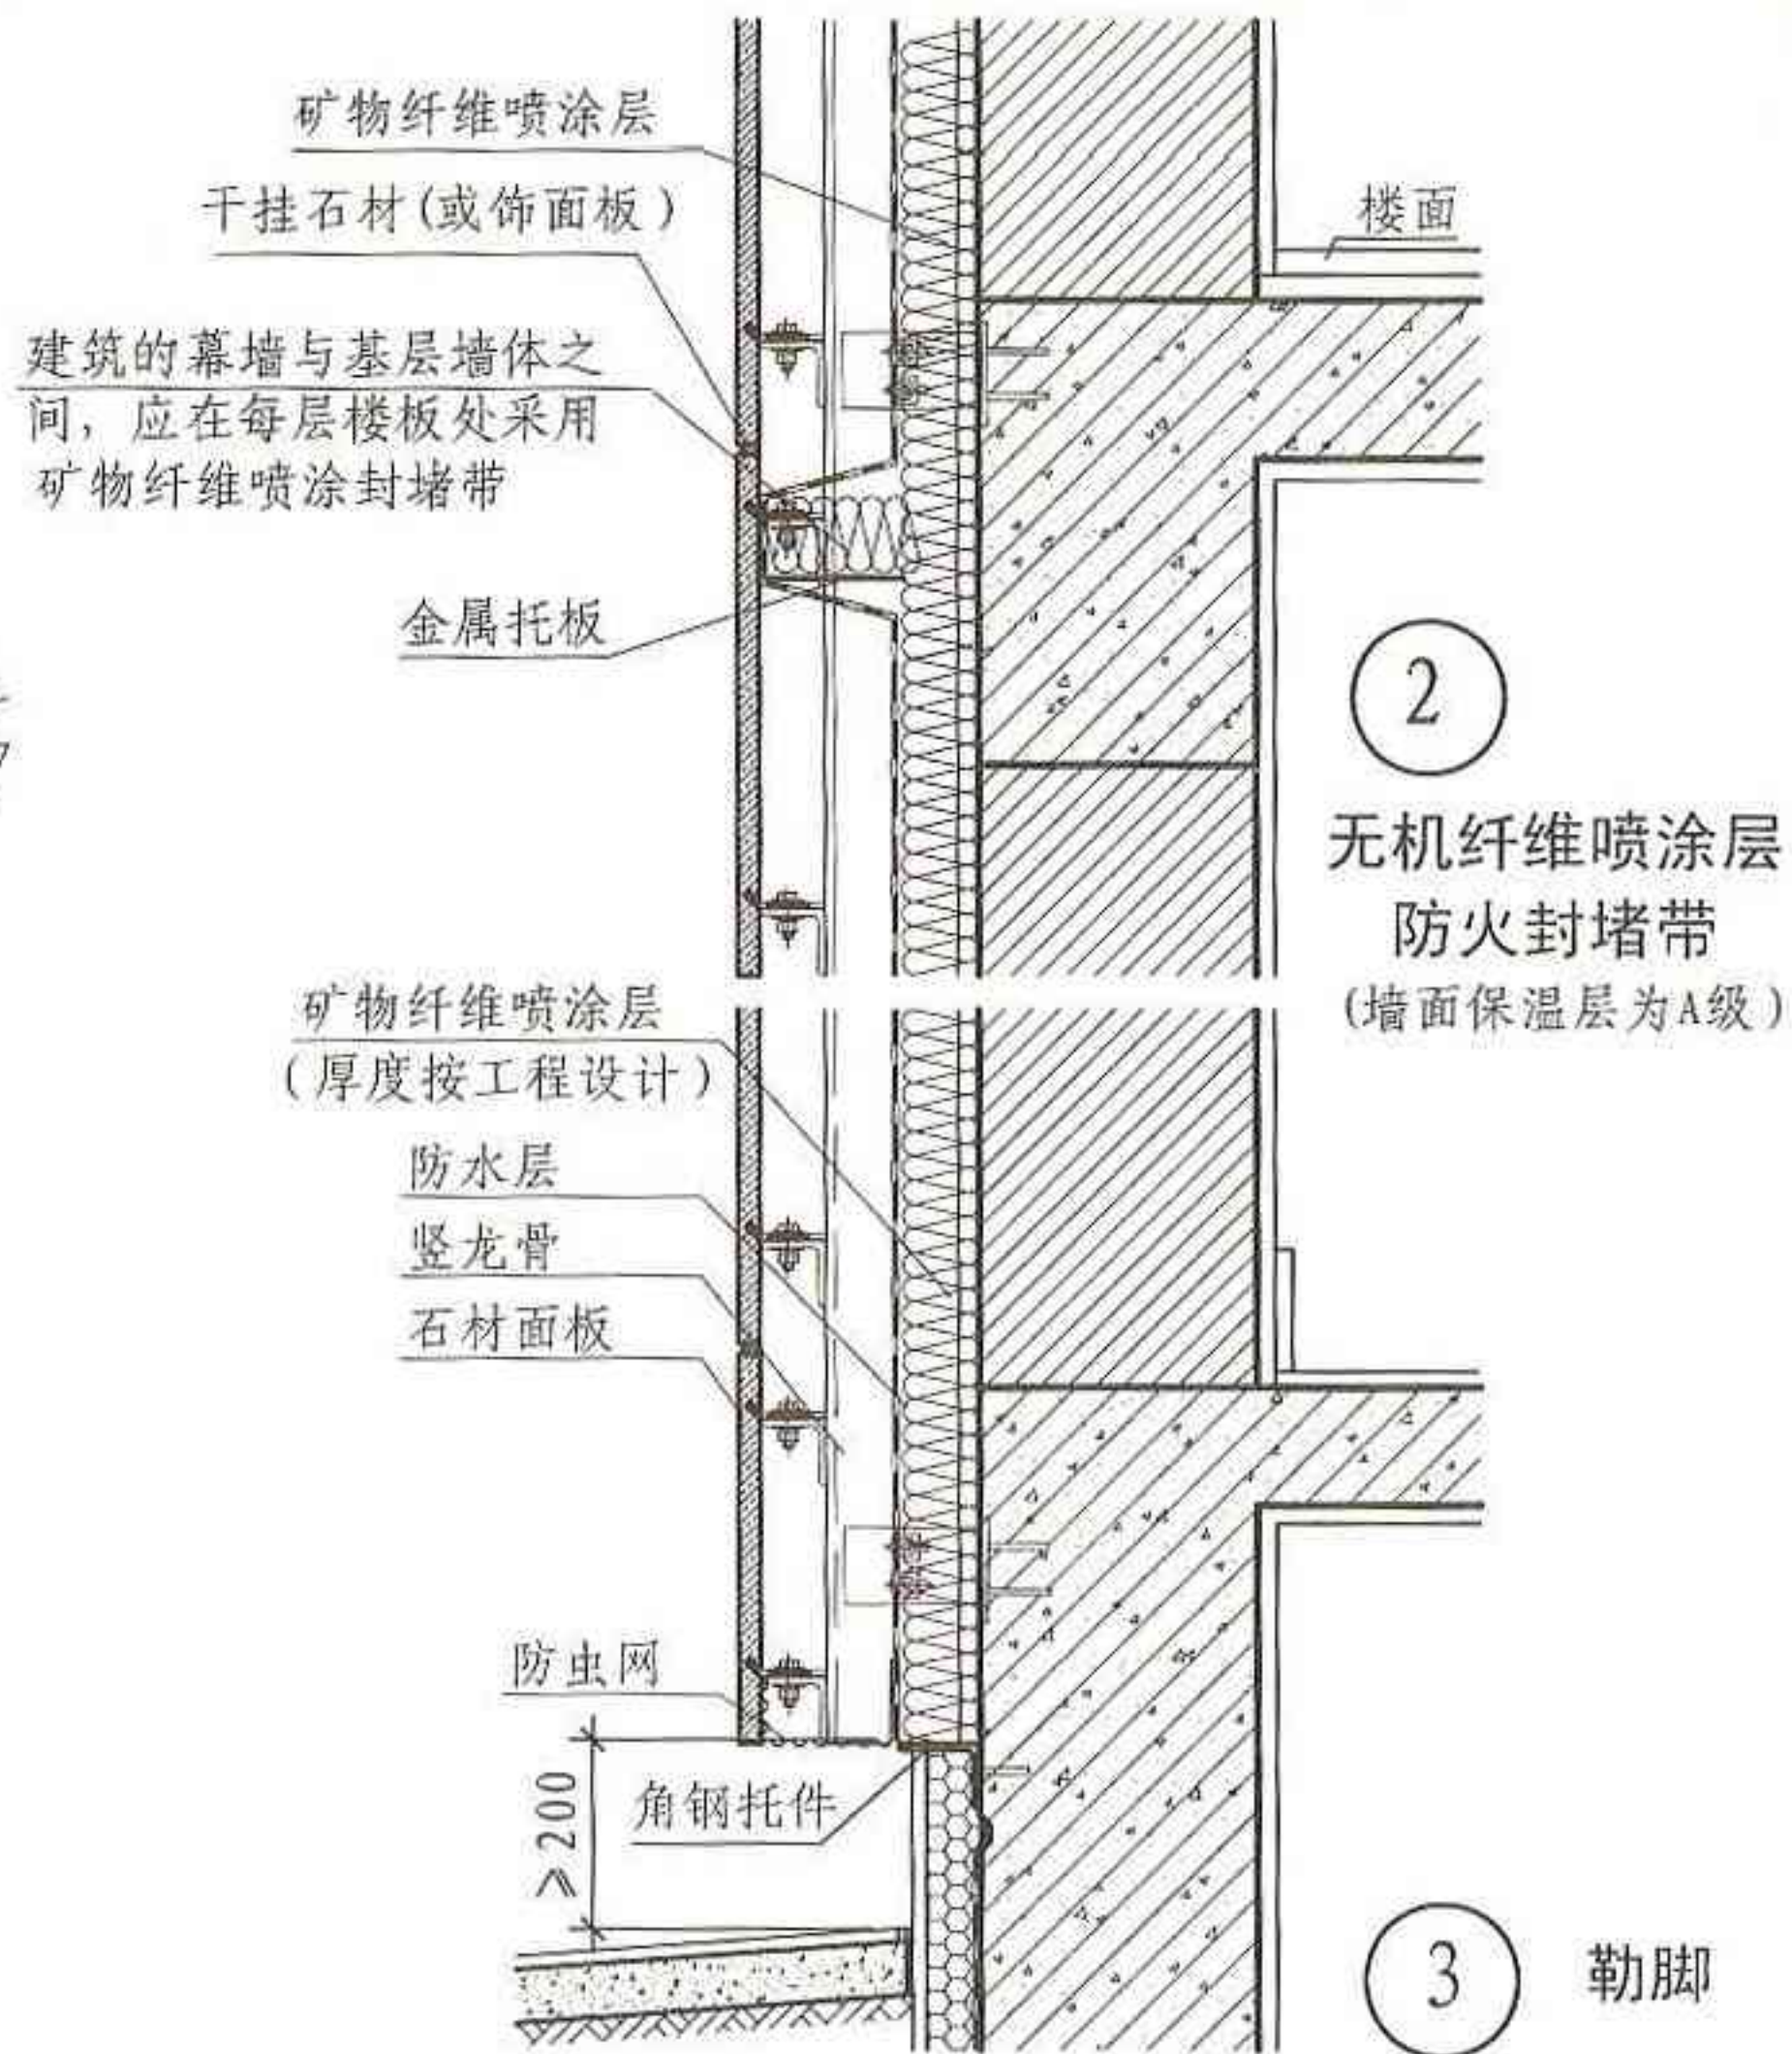 矿物纤维喷涂层
干挂石材(或饰面板)
楼面
建筑的幕墙与基层墙体之
间，应在每层楼板处采用
矿物纤维喷涂封堵带
金属托板
2
无机纤维喷涂层
防火封堵带
(墙面保温层为A级)
矿物纤维喷涂层
(厚度按工程设计)
防水层
竖龙骨
石材面板
防虫网
角钢托件
⩾200
3
勒脚